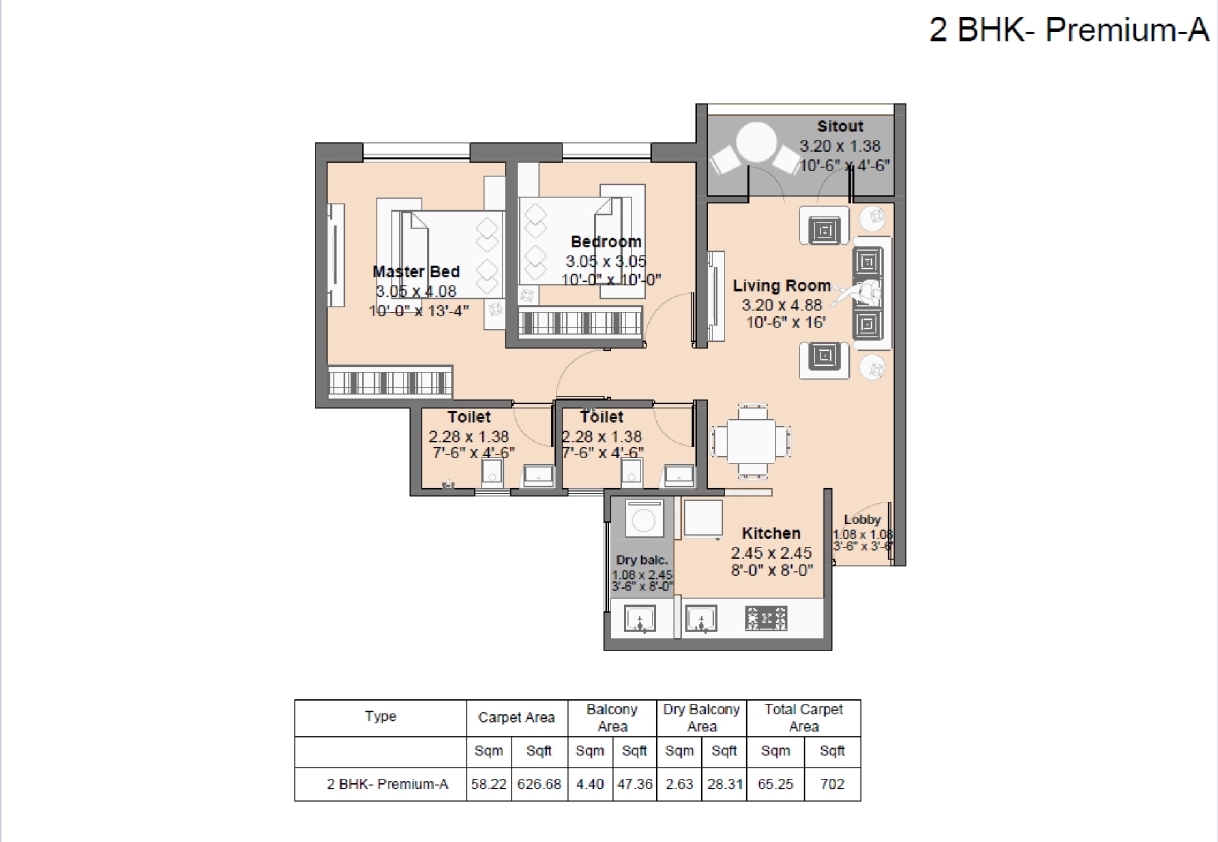 2 BHK- Premium-A
Sitout
3.20 x 1.38
10'-6" x 4'-6"
Bedroom
3.05 x 3.05
10'-0" x 10'-0"
Master Bed
3.05 x 4.08
10'-0" x 13'-4"
Living Room
3.20 x 4.88
10'-6" x 16'
Toilet
2.28 x 1.38
7'-6" x 4'-6"
Toilet
2.28 x 1.38
7'-6" x 4'-6"
Lobby
1.08 x 1.08
3'-6" x 3'-6"
Kitchen
2.45 x 2.45
8'-0" x 8'-0"
Dry balc.
1.08 x 2.45
3'-6" x 8'-0"
Type Carpet Area Balcony Area Dry Balcony Area Total Carpet Area
Sqm Sqft Sqm Sqft Sqm Sqft Sqm Sqft
2 BHK- Premium-A 58.22 626.68 4.40 47.36 2.63 28.31 65.25 702